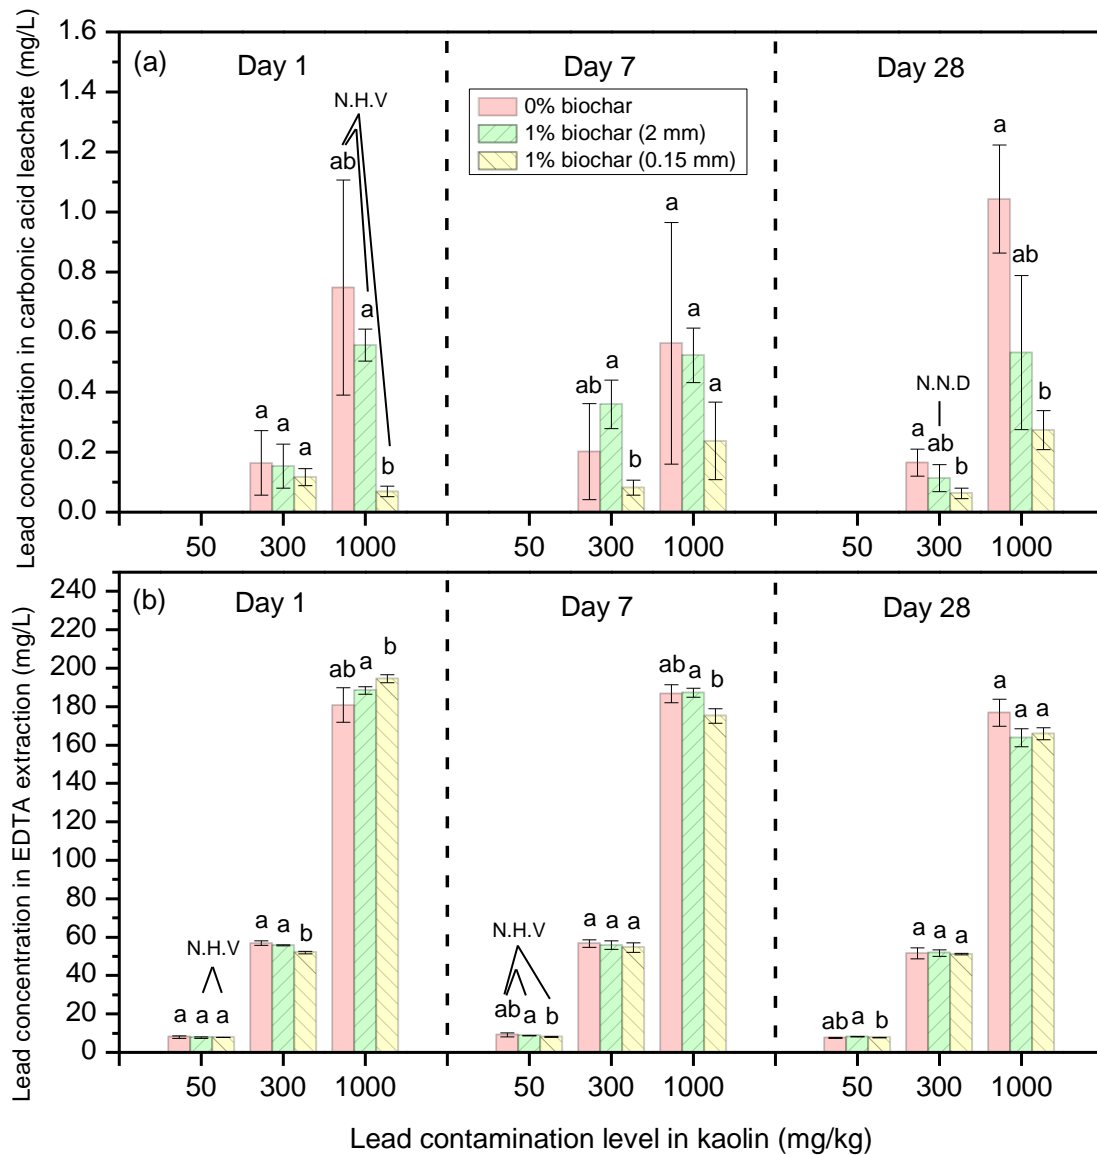 Lead concentration in carbonic acid leachate (mg/L)
1.6
1.4
1.2
1.0
0.8
0.6
0.4
0.2
0.0
(a)
Day 1
Day 7
Day 28
0% biochar
1% biochar (2 mm)
1% biochar (0.15 mm)
N.H.V
ab
a
b
a a a
ab a b
a a a
N.N.D
a ab b
a ab b
50 300 1000 50 300 1000 50 300 1000
Lead concentration in EDTA extraction (mg/L)
240
220
200
180
160
140
120
100
80
60
40
20
0
(b)
Day 1
Day 7
Day 28
N.H.V
a a a
a a b
ab a b
N.H.V
ab a b
a a a
ab a b
ab a b
a a a
a a a
50 300 1000 50 300 1000 50 300 1000
Lead contamination level in kaolin (mg/kg)